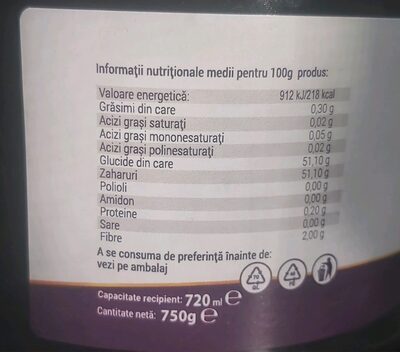 Informații nutriționale medii pentru 100g produs:
Valoare energetică: 912 kJ/218 kcal
Grăsimi din care 0,30 g
Acizi grași saturați 0,02 g
Acizi grași mononesaturați 0,05 g
Acizi grași polinesaturați 0,02 g
Glucide din care 51,10 g
Zaharuri 51,10 g
Polioli 0,00 g
Amidon 0,00 g
Proteine 0,20 g
Sare 0,00 g
Fibre 2,00 g
A se consuma de preferință înainte de:
vezi pe ambalaj
70
GL
Capacitate recipient: 720 ml e
Cantitate netă: 750g e